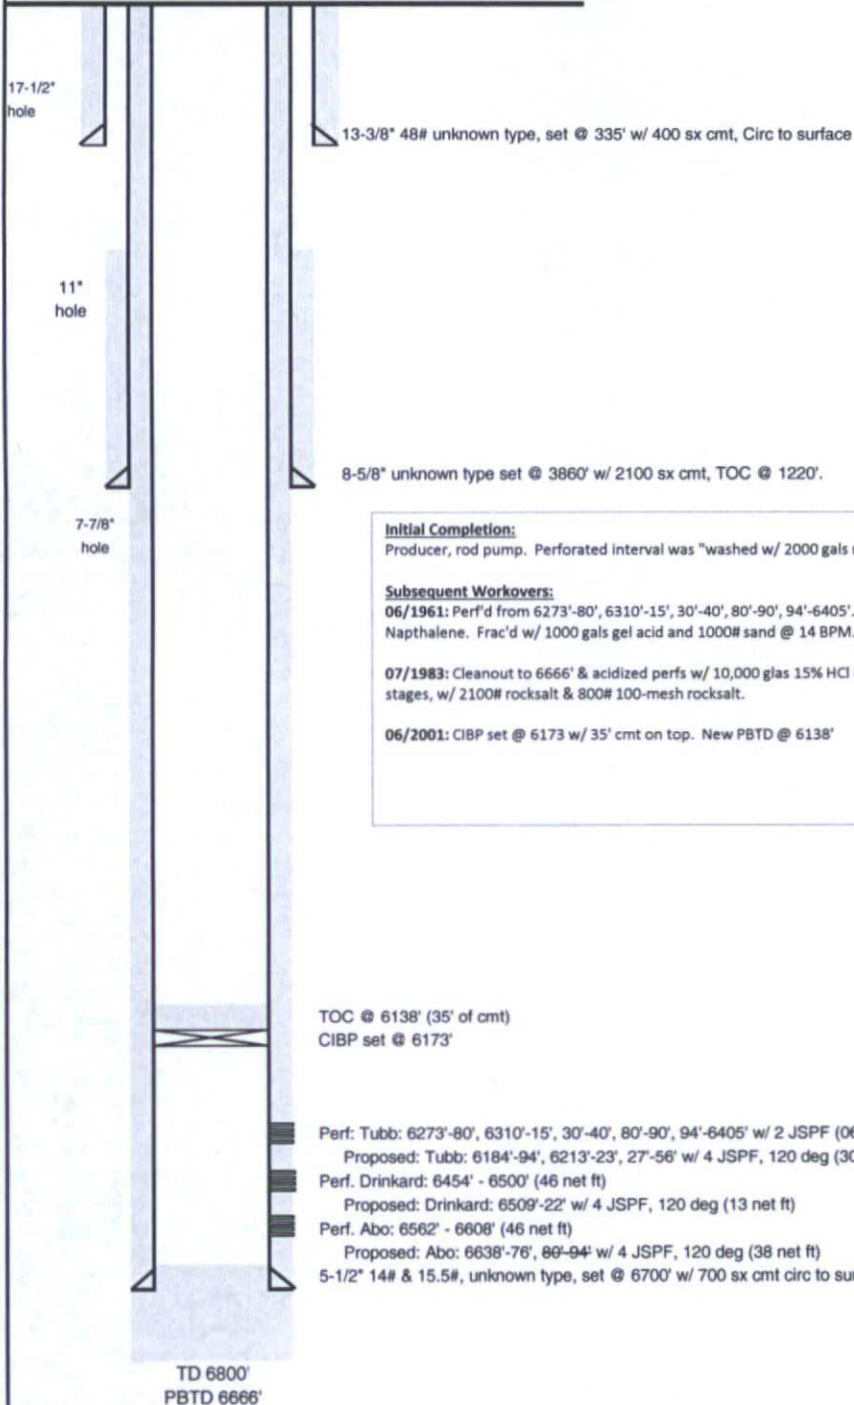 17-1/2"
hole
13-3/8" 48# unknown type, set @ 335' w/ 400 sx cmt, Circ to surface
11"
hole
8-5/8" unknown type set @ 3860' w/ 2100 sx cmt, TOC @ 1220'.
7-7/8"
hole
Initial Completion:
Producer, rod pump. Perforated interval was "washed w/ 2000 gals
Subsequent Workovers:
06/1961: Perf'd from 6273'-80', 6310'-15', 30'-40', 80'-90', 94'-6405'.
Napthalene. Frac'd w/ 1000 gals gel acid and 1000# sand @ 14 BPM.
07/1983: Cleanout to 6666' & acidized perfs w/ 10,000 glas 15% HCl
stages, w/ 2100# rocksalt & 800# 100-mesh rocksalt.
06/2001: CIBP set @ 6173 w/ 35' cmt on top. New PBTD @ 6138'
TOC @ 6138' (35' of cmt)
CIBP set @ 6173'
Perf: Tubb: 6273'-80', 6310'-15', 30'-40', 80'-90', 94'-6405' w/ 2 JSPF (06
Proposed: Tubb: 6184'-94', 6213'-23', 27'-56' w/ 4 JSPF, 120 deg (30
Perf. Drinkard: 6454' - 6500' (46 net ft)
Proposed: Drinkard: 6509'-22' w/ 4 JSPF, 120 deg (13 net ft)
Perf. Abo: 6562' - 6608' (46 net ft)
Proposed: Abo: 6638'-76', 80'-94' w/ 4 JSPF, 120 deg (38 net ft)
5-1/2" 14# & 15.5#, unknown type, set @ 6700' w/ 700 sx cmt circ to sur
TD 6800'
PBTD 6666'